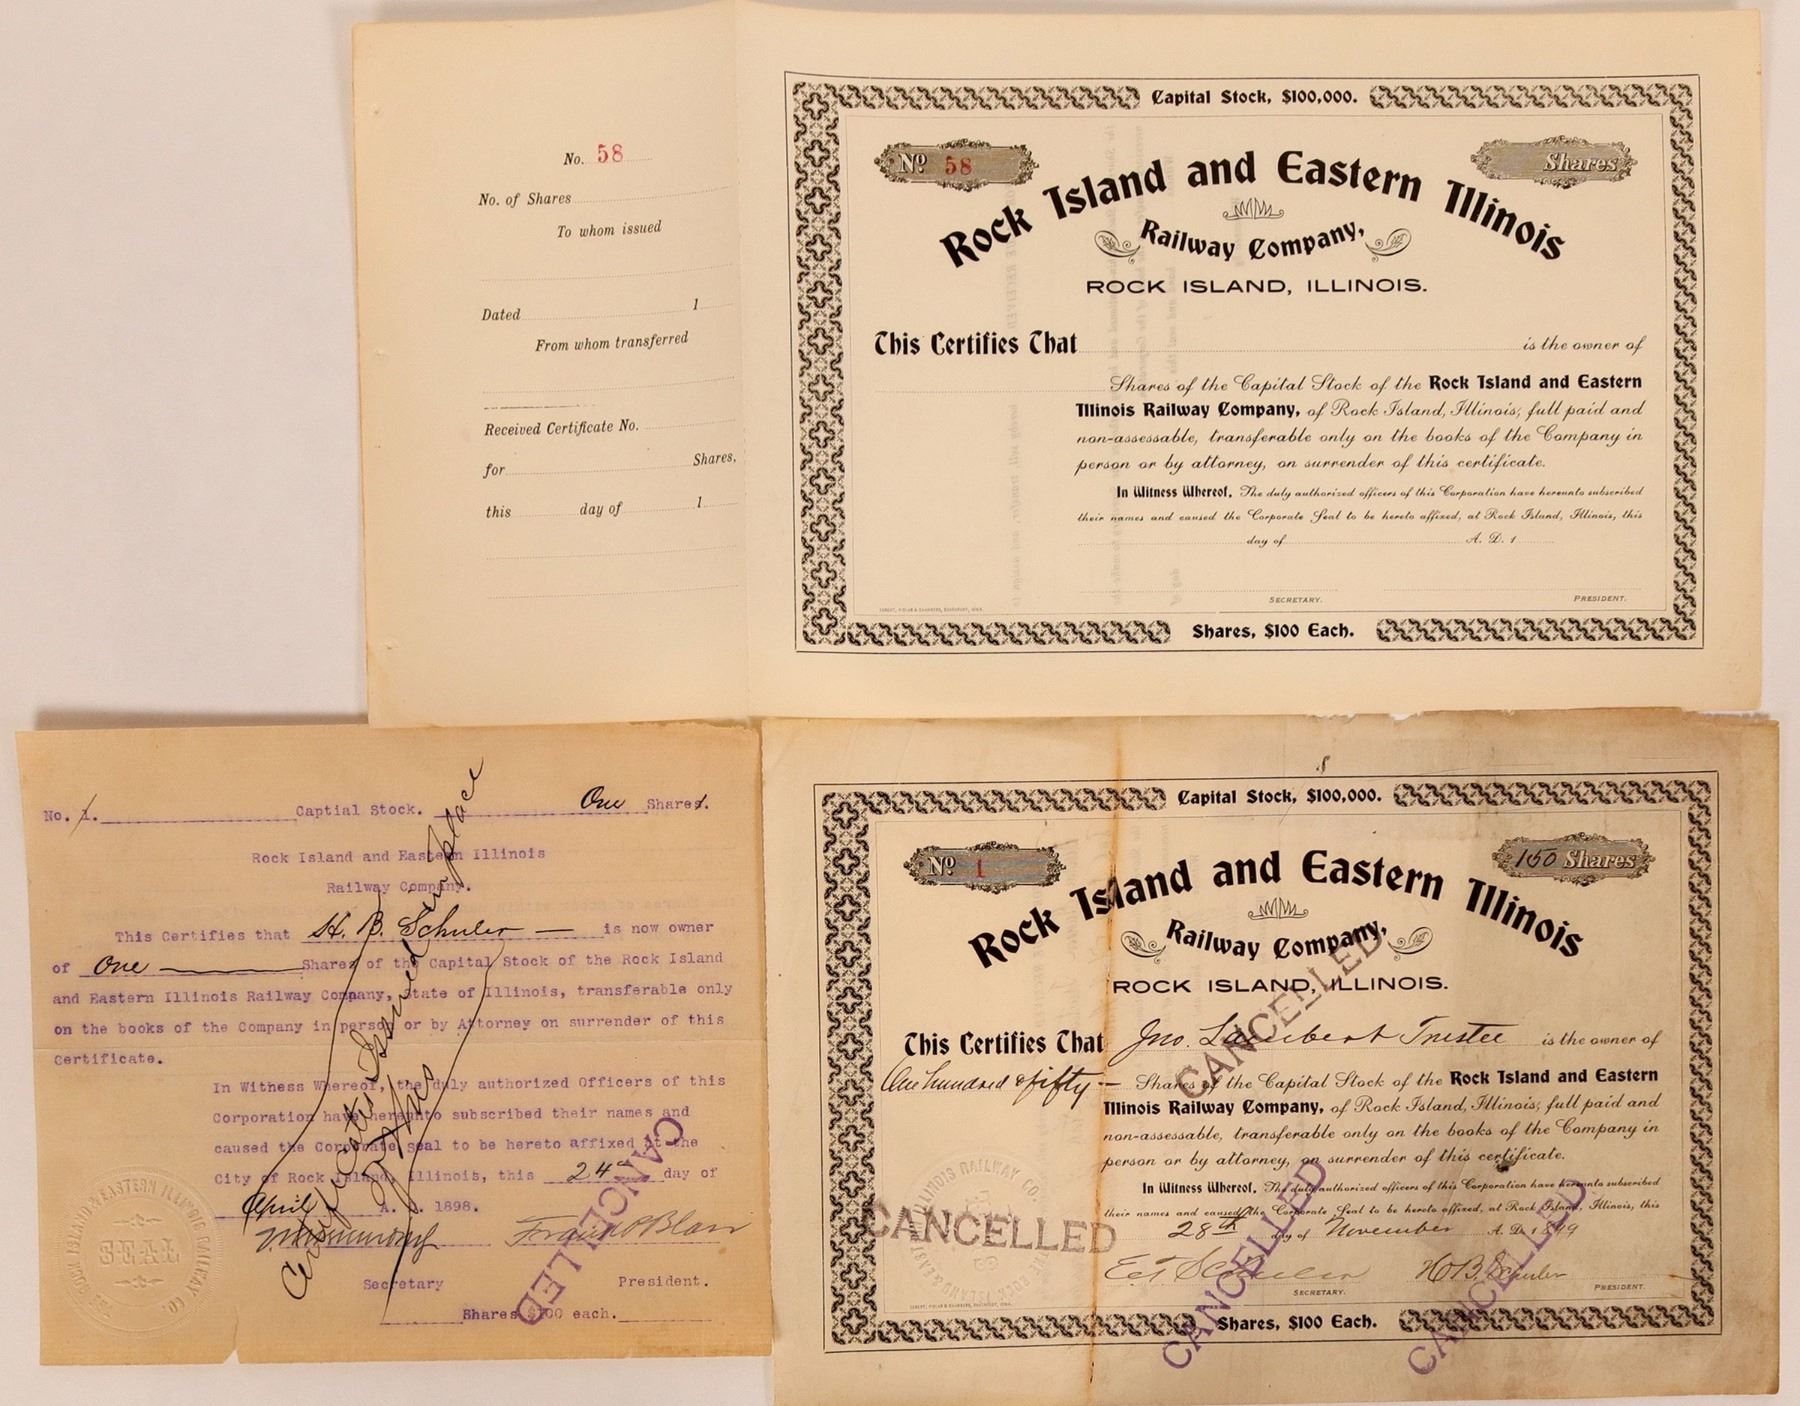 No. 58
No. of Shares
To whom issued
Dated 1
From whom transferred
Received Certificate No.
for Shares,
this day of 1
Capital Stock, $100,000.
No 58
Shares
Rock Island and Eastern Illinois
Railway Company,
ROCK ISLAND, ILLINOIS.
This Certifies That is the owner of
Shares of the Capital Stock of the Rock Island and Eastern
Illinois Railway Company, of Rock Island, Illinois, full paid and
non-assessable, transferable only on the books of the Company in
person or by attorney, on surrender of this certificate.
In Witness Whereof, The duly authorized officers of this Corporation have hereunto subscribed
their names and caused the Corporate Seal to be hereto affixed, at Rock Island, Illinois, this
day of A. D. 1
SECRETARY. PRESIDENT.
Shares, $100 Each.
No. 1. Captial Stock. One Shares.
Rock Island and Eastern Illinois
Railway Company.
This Certifies that H. B. Schuler is now owner
of One Shares of the Capital Stock of the Rock Island
and Eastern Illinois Railway Company, State of Illinois, transferable only
on the books of the Company in person or by Attorney on surrender of this
Certificate.
In Witness Whereof, the duly authorized Officers of this
Corporation have hereunto subscribed their names and
caused the Corporate Seal to be hereto affixed at the
City of Rock Island, Illinois, this 24 day of
April A. D. 1898.
Secretary President.
Shares $100 each.
CANCELLED
SEAL
Capital Stock, $100,000.
No 1
150 Shares
Rock Island and Eastern Illinois
Railway Company,
ROCK ISLAND, ILLINOIS.
This Certifies That Jno. Lambert Trustee is the owner of
One hundred & fifty Shares of the Capital Stock of the Rock Island and Eastern
Illinois Railway Company, of Rock Island, Illinois, full paid and
non-assessable, transferable only on the books of the Company in
person or by attorney, on surrender of this certificate.
In Witness Whereof, The duly authorized officers of this Corporation have hereunto subscribed
their names and caused the Corporate Seal to be hereto affixed, at Rock Island, Illinois, this
28th day of November A. D. 1899
H B Schuler
SECRETARY. PRESIDENT.
Shares, $100 Each.
CANCELLED
CANCELLED
CANCELLED
CANCELLED